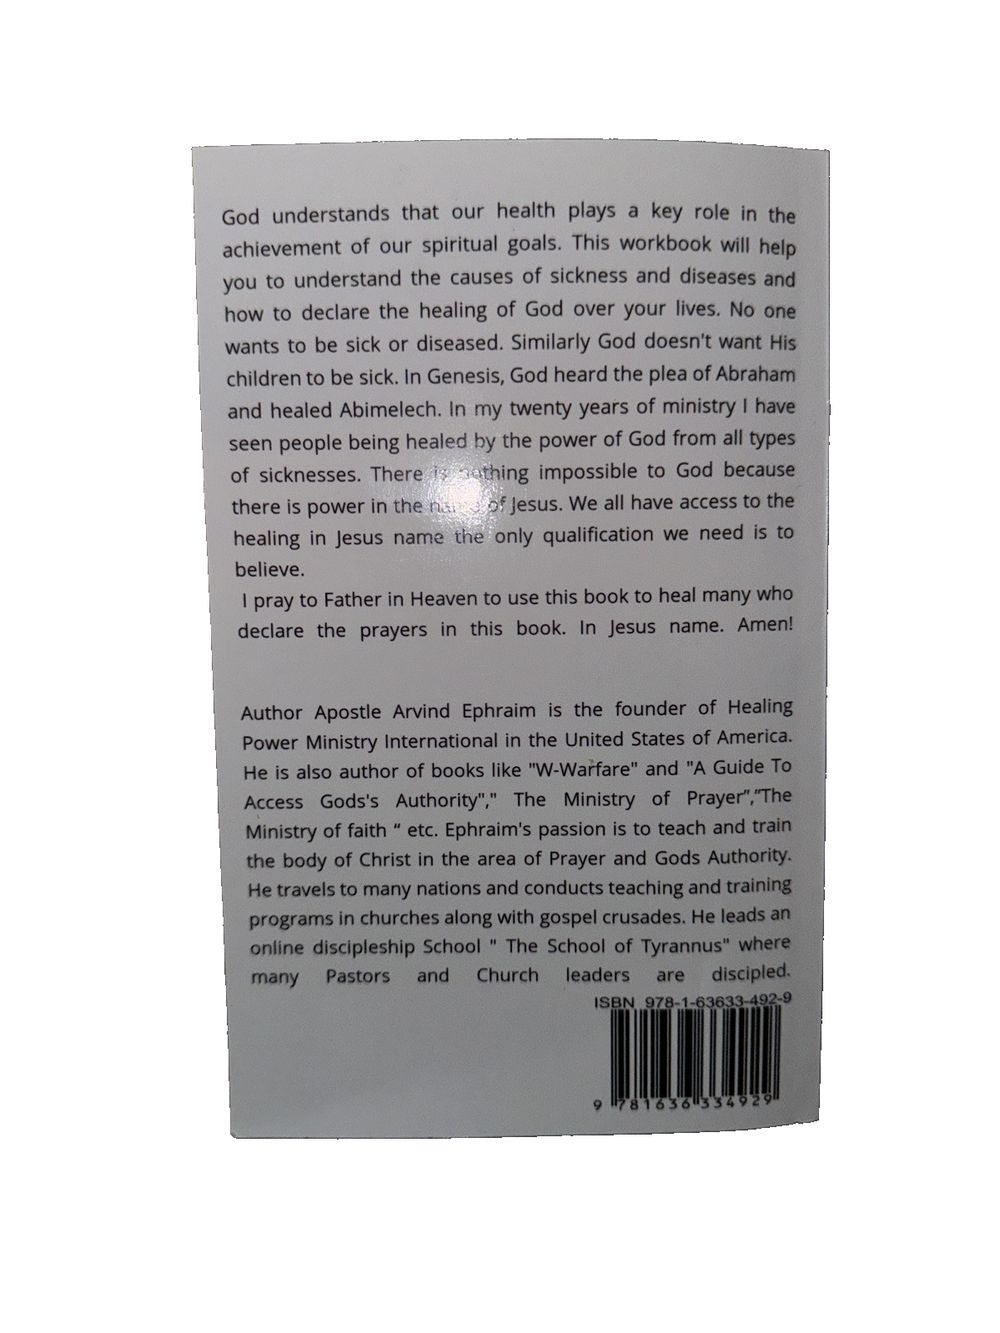 God understands that our health plays a key role in the
achievement of our spiritual goals. This workbook will help
you to understand the causes of sickness and diseases and
how to declare the healing of God over your lives. No one
wants to be sick or diseased. Similarly God doesn't want His
children to be sick. In Genesis, God heard the plea of Abraham
and healed Abimelech. In my twenty years of ministry I have
seen people being healed by the power of God from all types
of sicknesses. There is nothing impossible to God because
there is power in the name of Jesus. We all have access to the
healing in Jesus name the only qualification we need is to
believe.
I pray to Father in Heaven to use this book to heal many who
declare the prayers in this book. In Jesus name. Amen!
Author Apostle Arvind Ephraim is the founder of Healing
Power Ministry International in the United States of America.
He is also author of books like "W-Warfare" and "A Guide To
Access Gods's Authority"," The Ministry of Prayer”,“The
Ministry of faith “ etc. Ephraim's passion is to teach and train
the body of Christ in the area of Prayer and Gods Authority.
He travels to many nations and conducts teaching and training
programs in churches along with gospel crusades. He leads an
online discipleship School " The School of Tyrannus" where
many Pastors and Church leaders are discipled.
ISBN 978-1-63633-492-9
9 781636 334929